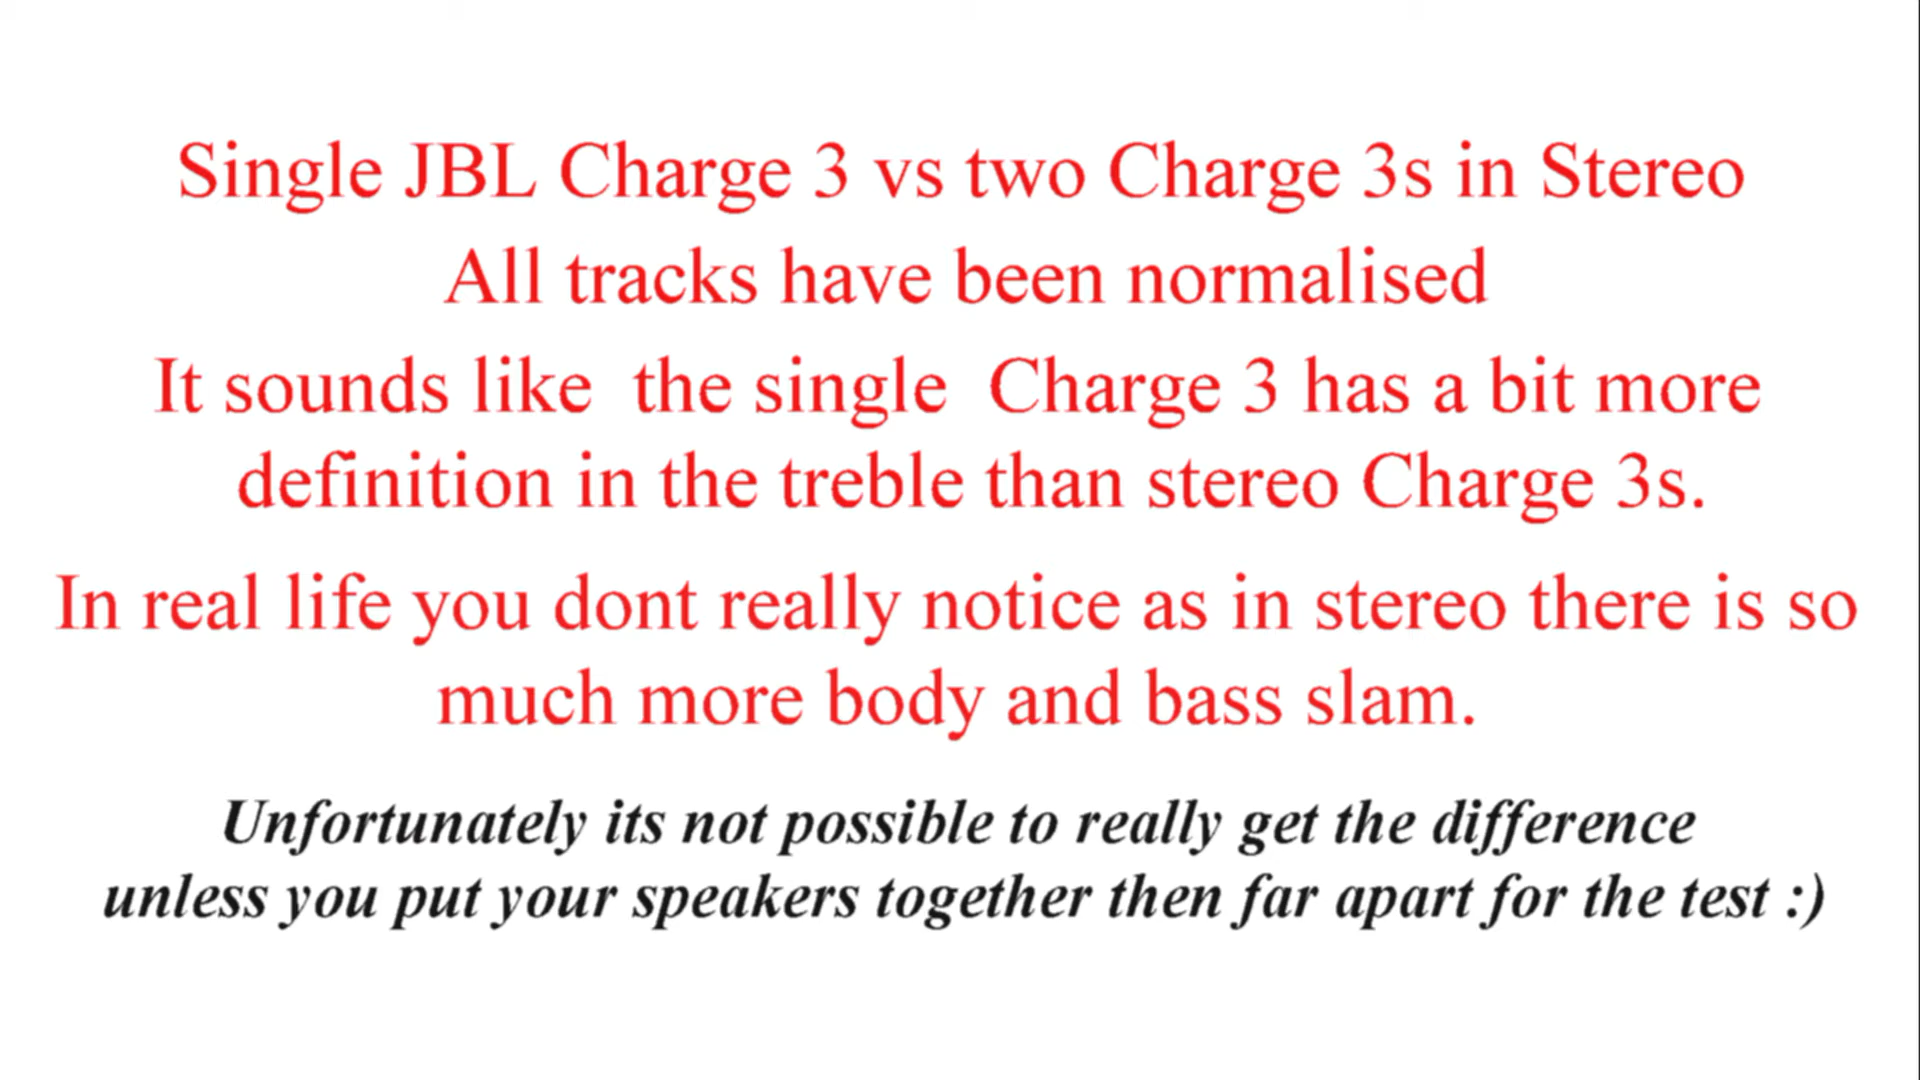 Single JBL Charge 3 vs two Charge 3s in Stereo
All tracks have been normalised
It sounds like  the single  Charge 3 has a bit more
definition in the treble than stereo Charge 3s.
In real life you dont really notice as in stereo there is so
much more body and bass slam.
Unfortunately its not possible to really get the difference
unless you put your speakers together then far apart for the test :)